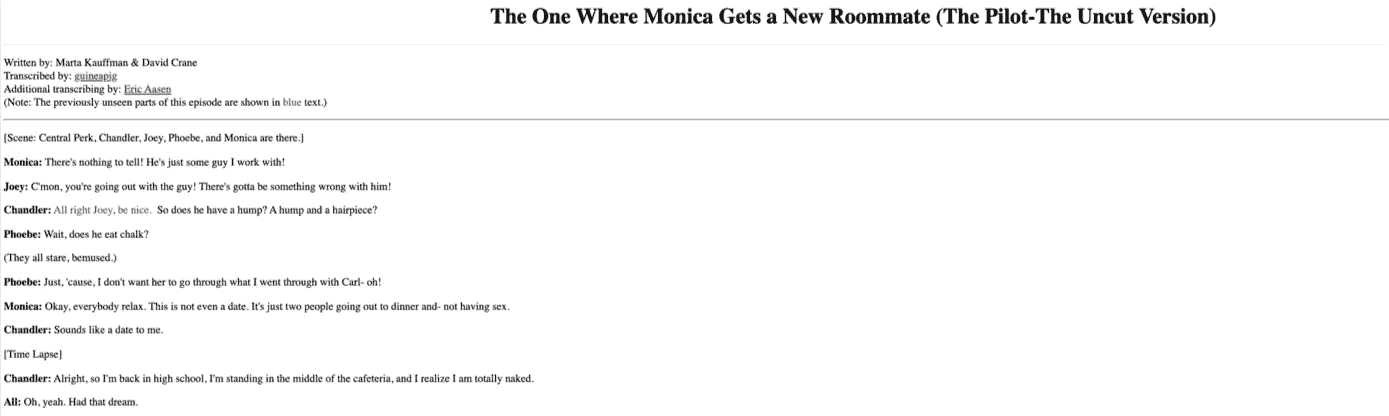 The One Where Monica Gets a New Roommate (The Pilot-The Uncut Version)
Written by: Marta Kauffman & David Crane
Transcribed by: guineapig
Additional transcribing by: Eric Aasen
(Note: The previously unseen parts of this episode are shown in blue text.)
[Scene: Central Perk, Chandler, Joey, Phoebe, and Monica are there.]
Monica: There's nothing to tell! He's just some guy I work with!
Joey: C'mon, you're going out with the guy! There's gotta be something wrong with him!
Chandler: All right Joey, be nice. So does he have a hump? A hump and a hairpiece?
Phoebe: Wait, does he eat chalk?
(They all stare, bemused.)
Phoebe: Just, 'cause, I don't want her to go through what I went through with Carl- oh!
Monica: Okay, everybody relax. This is not even a date. It's just two people going out to dinner and- not having sex.
Chandler: Sounds like a date to me.
[Time Lapse]
Chandler: Alright, so I'm back in high school, I'm standing in the middle of the cafeteria, and I realize I am totally naked.
All: Oh, yeah. Had that dream.